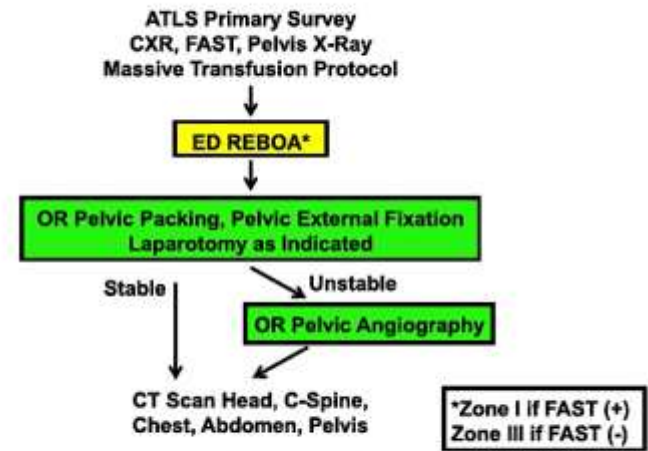 ATLS Primary Survey
CXR, FAST, Pelvis X-Ray
Massive Transfusion Protocol
ED REBOA*
OR Pelvic Packing, Pelvic External Fixation
Laparotomy as Indicated
Stable
Unstable
OR Pelvic Angiography
CT Scan Head, C-Spine,
Chest, Abdomen, Pelvis
*Zone I if FAST (+)
Zone III if FAST (-)